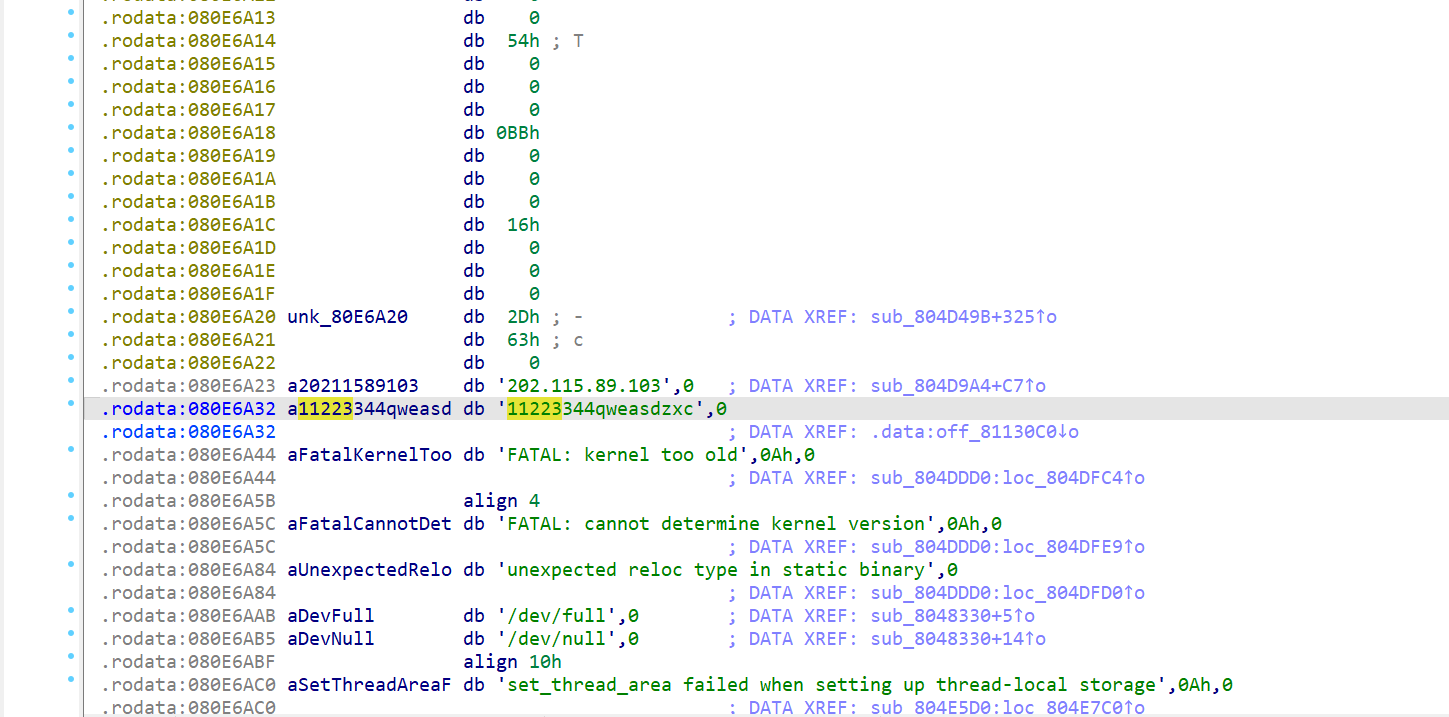 .rodata:080E6A13 db 0
.rodata:080E6A14 db 54h ; T
.rodata:080E6A15 db 0
.rodata:080E6A16 db 0
.rodata:080E6A17 db 0
.rodata:080E6A18 db 0BBh
.rodata:080E6A19 db 0
.rodata:080E6A1A db 0
.rodata:080E6A1B db 0
.rodata:080E6A1C db 16h
.rodata:080E6A1D db 0
.rodata:080E6A1E db 0
.rodata:080E6A1F db 0
.rodata:080E6A20 unk_80E6A20 db 2Dh ; - ; DATA XREF: sub_804D49B+325↑o
.rodata:080E6A21 db 63h ; c
.rodata:080E6A22 db 0
.rodata:080E6A23 a20211589103 db '202.115.89.103',0 ; DATA XREF: sub_804D9A4+C7↑o
.rodata:080E6A32 a11223344qweasd db '11223344qweasdzxc',0
.rodata:080E6A32 ; DATA XREF: .data:off_81130C0↓o
.rodata:080E6A44 aFatalKernelToo db 'FATAL: kernel too old',0Ah,0
.rodata:080E6A44 ; DATA XREF: sub_804DDD0:loc_804DFC4↑o
.rodata:080E6A5B align 4
.rodata:080E6A5C aFatalCannotDet db 'FATAL: cannot determine kernel version',0Ah,0
.rodata:080E6A5C ; DATA XREF: sub_804DDD0:loc_804DFE9↑o
.rodata:080E6A84 aUnexpectedRelo db 'unexpected reloc type in static binary',0
.rodata:080E6A84 ; DATA XREF: sub_804DDD0:loc_804DFD0↑o
.rodata:080E6AAB aDevFull db '/dev/full',0 ; DATA XREF: sub_8048330+5↑o
.rodata:080E6AB5 aDevNull db '/dev/null',0 ; DATA XREF: sub_8048330+14↑o
.rodata:080E6ABF align 10h
.rodata:080E6AC0 aSetThreadAreaF db 'set_thread_area failed when setting up thread-local storage',0Ah,0
.rodata:080E6AC0 ; DATA XREF: sub_804E5D0:loc_804E7C0↑o